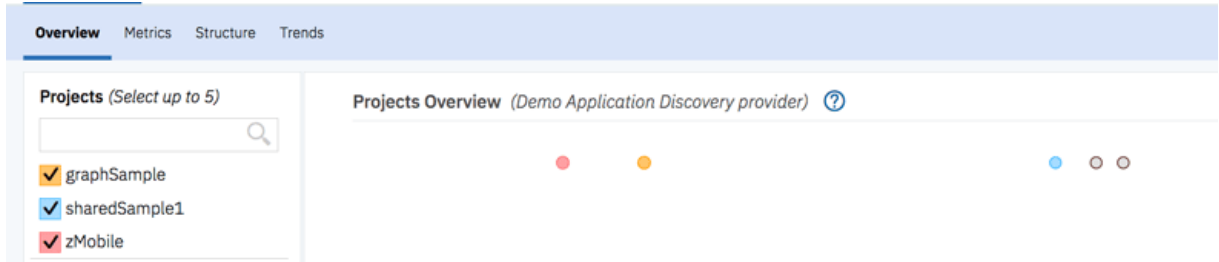 Overview Metrics Structure Trends
Projects (Select up to 5)
Projects Overview (Demo Application Discovery provider) ?
graphSample
sharedSample1
zMobile